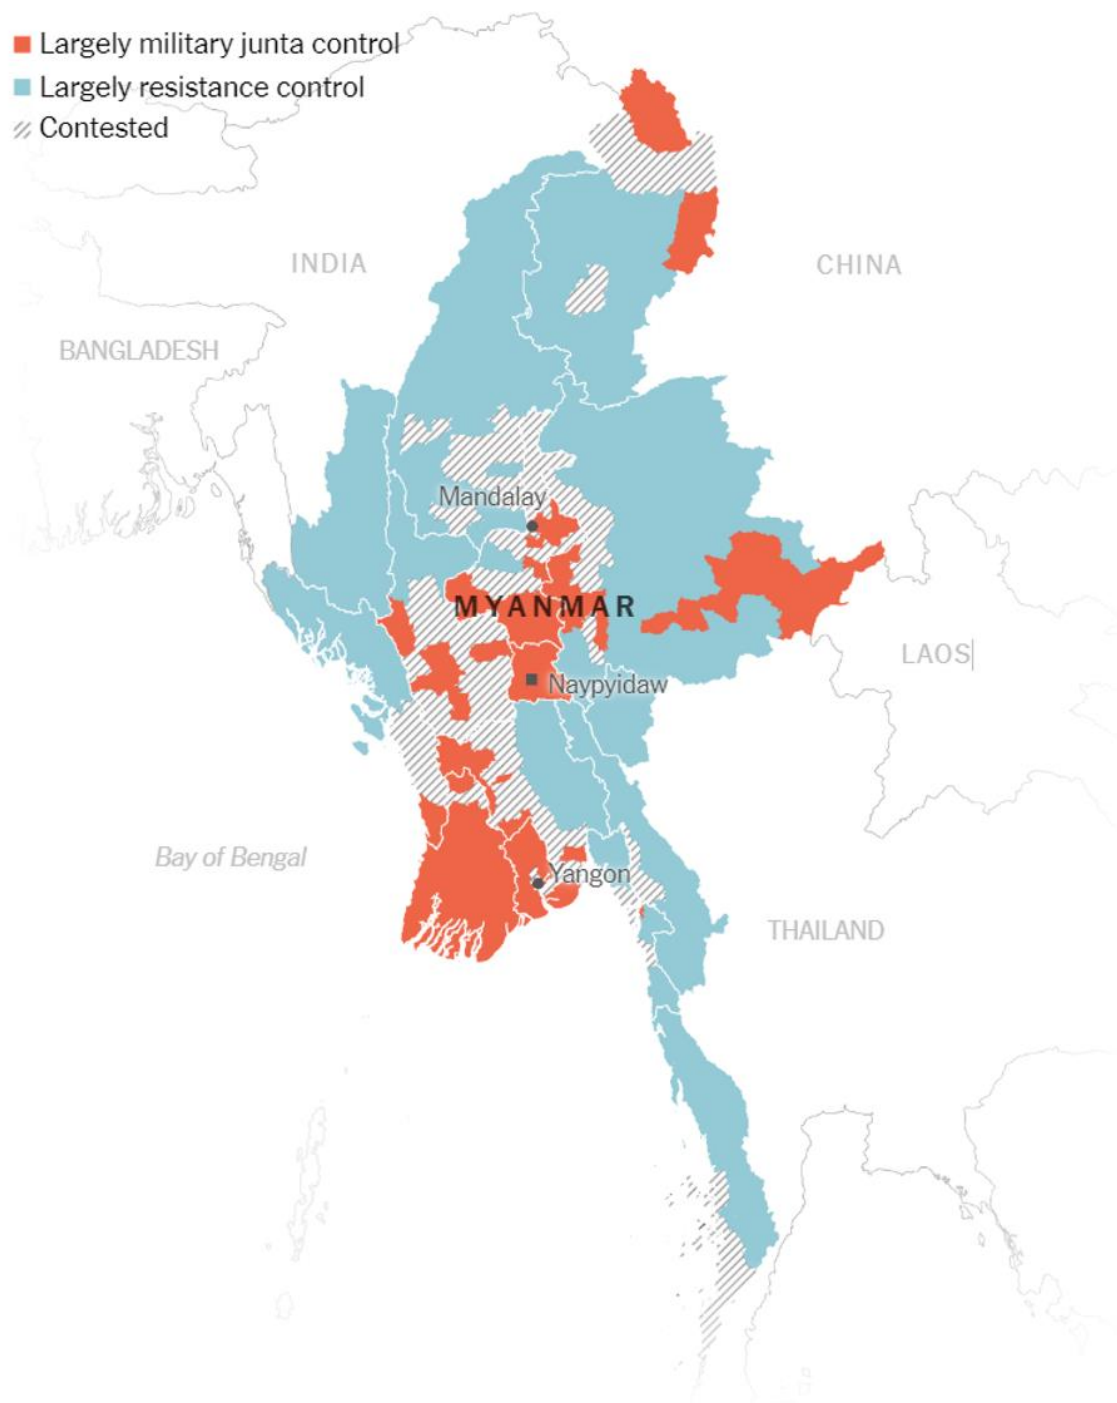 Largely military junta control
Largely resistance control
Contested
INDIA
CHINA
BANGLADESH
Mandalay
MYANMAR
LAOS
Naypyidaw
Bay of Bengal
Yangon
THAILAND